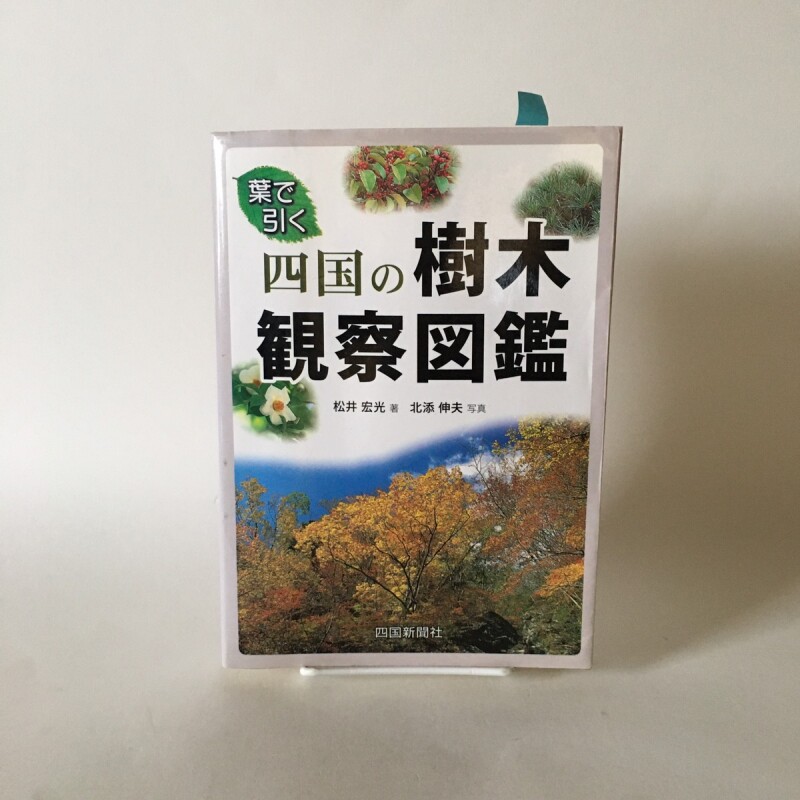 葉で
引く
四国の樹木
観察図鑑
松井 宏光 著 北添 伸夫 写真
四国新聞社